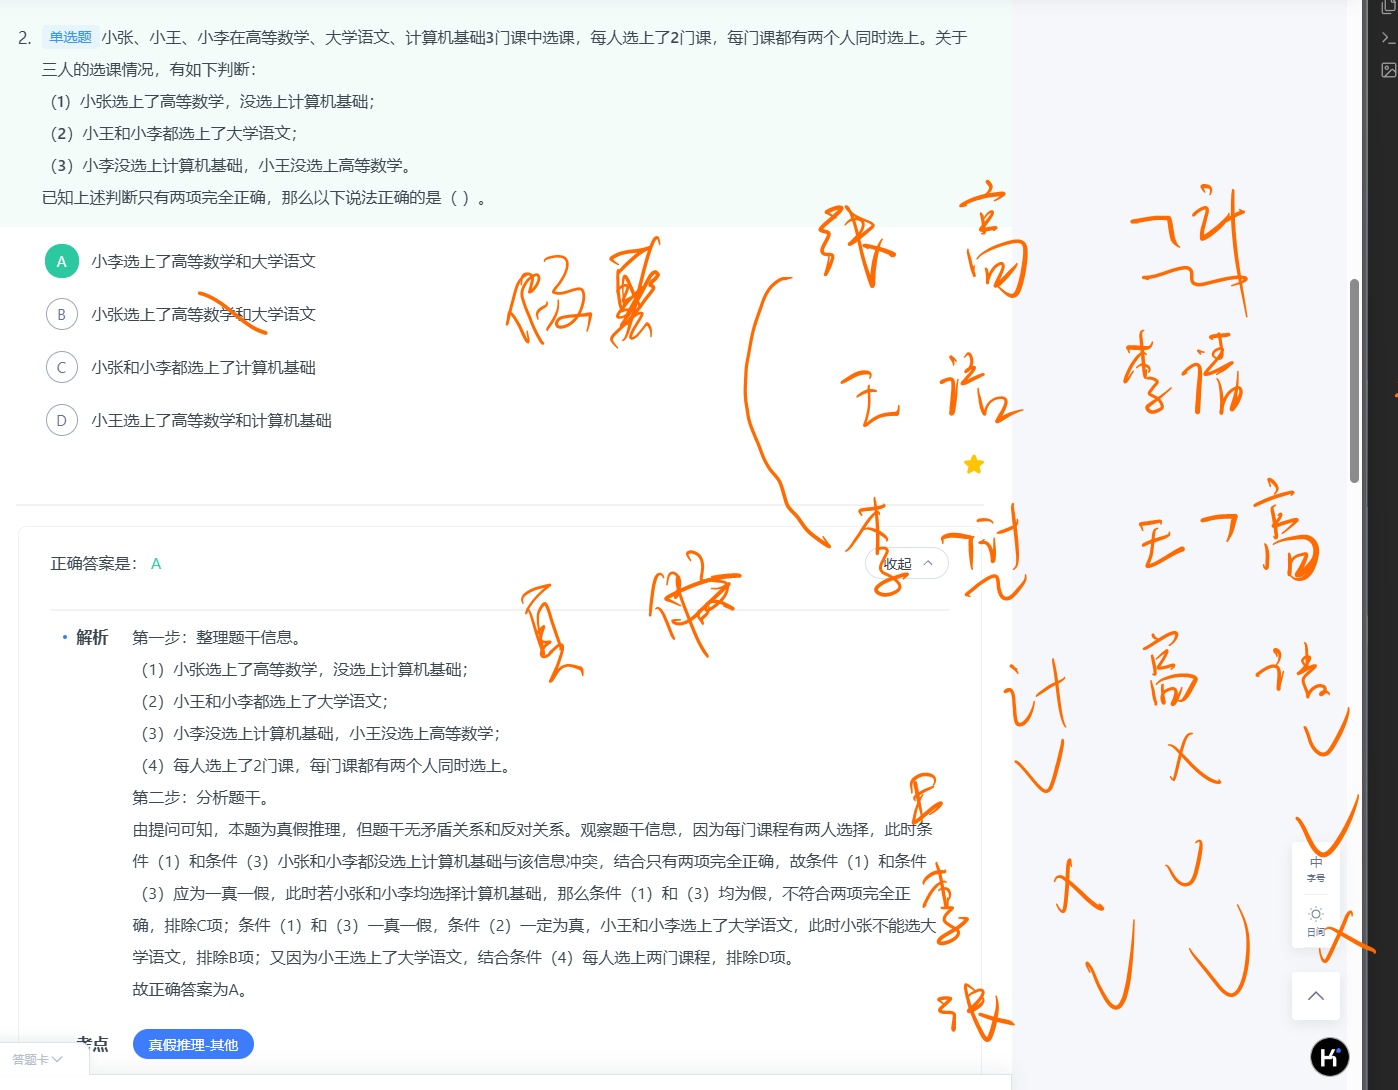 2. 单选题 小张、小王、小李在高等数学、大学语文、计算机基础3门课中选课，每人选上了2门课，每门课都有两个人同时选上。关于
三人的选课情况，有如下判断：
（1）小张选上了高等数学，没选上计算机基础；
（2）小王和小李都选上了大学语文；
（3）小李没选上计算机基础，小王没选上高等数学。
已知上述判断只有两项完全正确，那么以下说法正确的是（ ）。
A 小李选上了高等数学和大学语文
B 小张选上了高等数学和大学语文
C 小张和小李都选上了计算机基础
D 小王选上了高等数学和计算机基础
张 高 ¬计
假
王 语 李语
李 ¬计 王¬高
真 假
计 高 语
王
李
张
正确答案是： A
收起
解析 第一步：整理题干信息。
（1）小张选上了高等数学，没选上计算机基础；
（2）小王和小李都选上了大学语文；
（3）小李没选上计算机基础，小王没选上高等数学；
（4）每人选上了2门课，每门课都有两个人同时选上。
第二步：分析题干。
由提问可知，本题为真假推理，但题干无矛盾关系和反对关系。观察题干信息，因为每门课程有两人选择，此时条
件（1）和条件（3）小张和小李都没选上计算机基础与该信息冲突，结合只有两项完全正确，故条件（1）和条件
（3）应为一真一假，此时若小张和小李均选择计算机基础，那么条件（1）和（3）均为假，不符合两项完全正
确，排除C项；条件（1）和（3）一真一假，条件（2）一定为真，小王和小李选上了大学语文，此时小张不能选大
学语文，排除B项；又因为小王选上了大学语文，结合条件（4）每人选上两门课程，排除D项。
故正确答案为A。
考点 真假推理-其他
答题卡
中
字号
日间
K